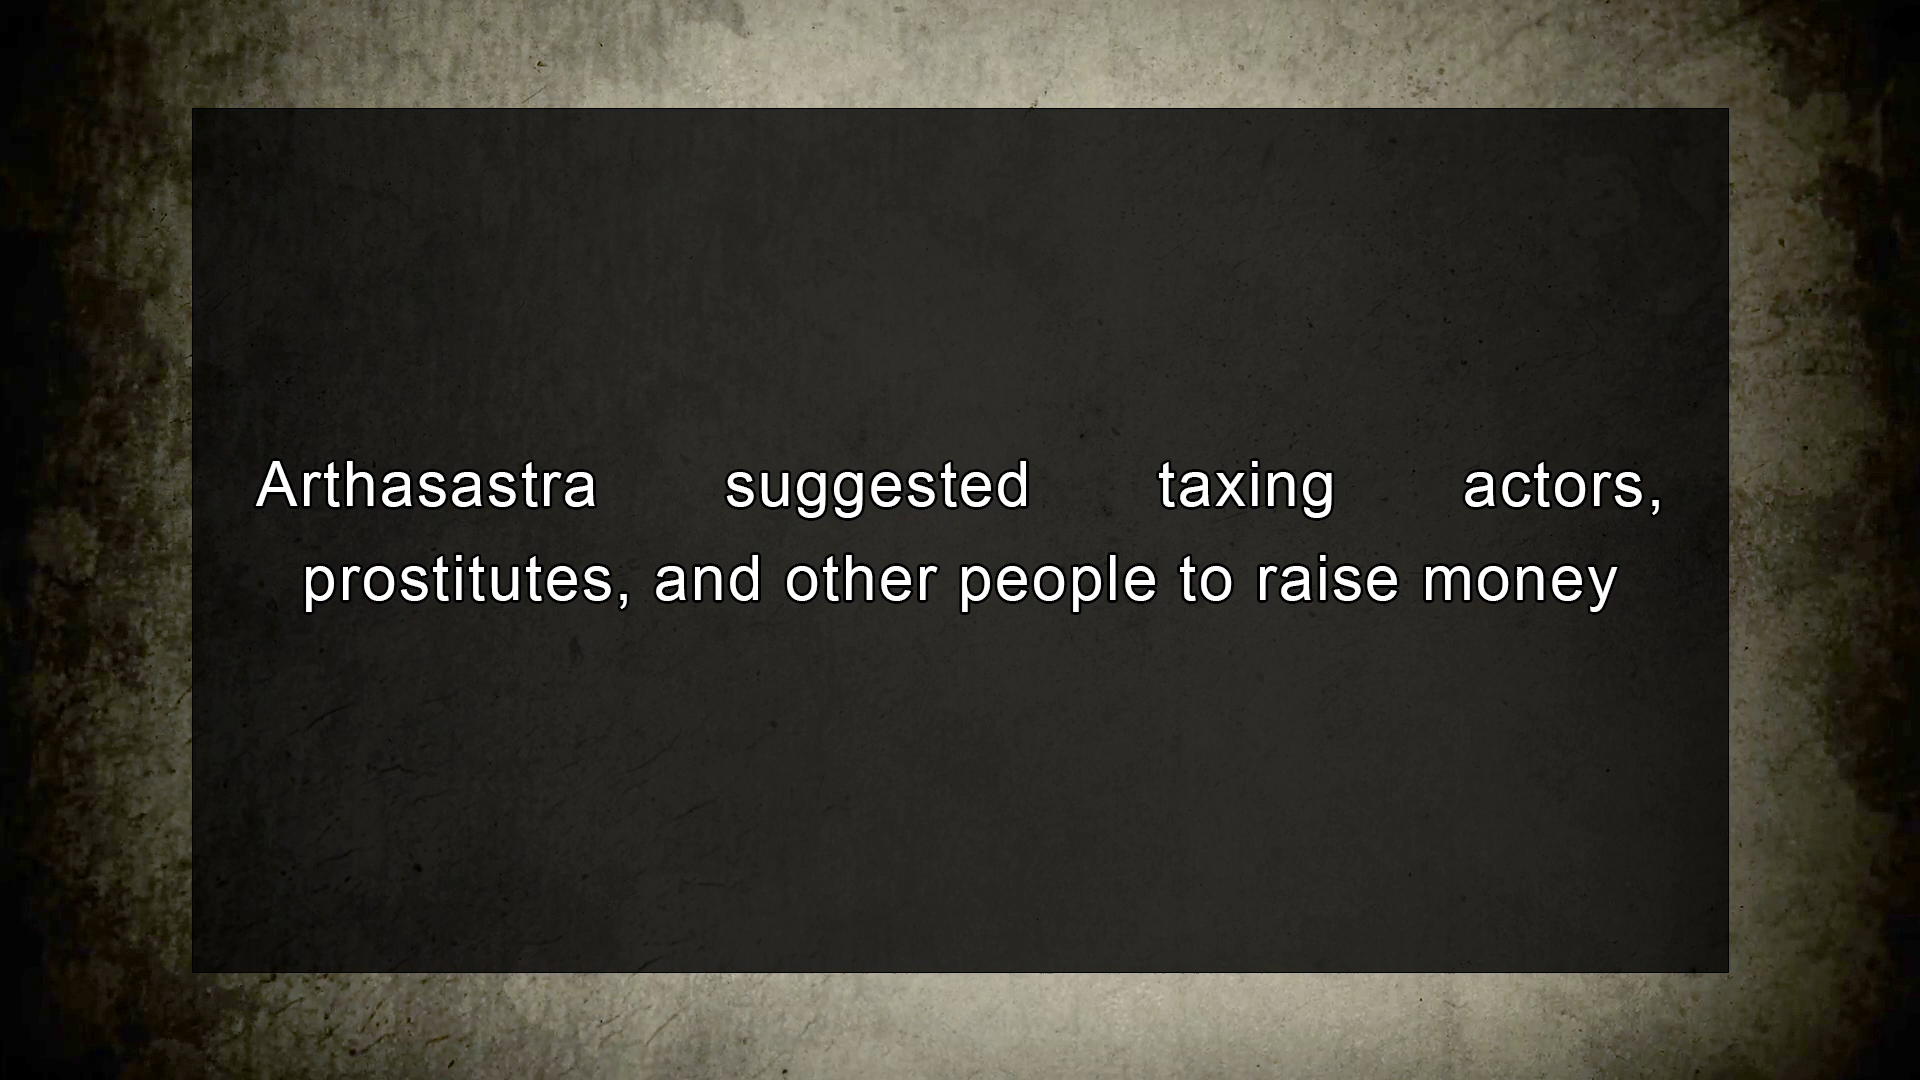 Arthasastra suggested taxing actors,
prostitutes, and other people to raise money